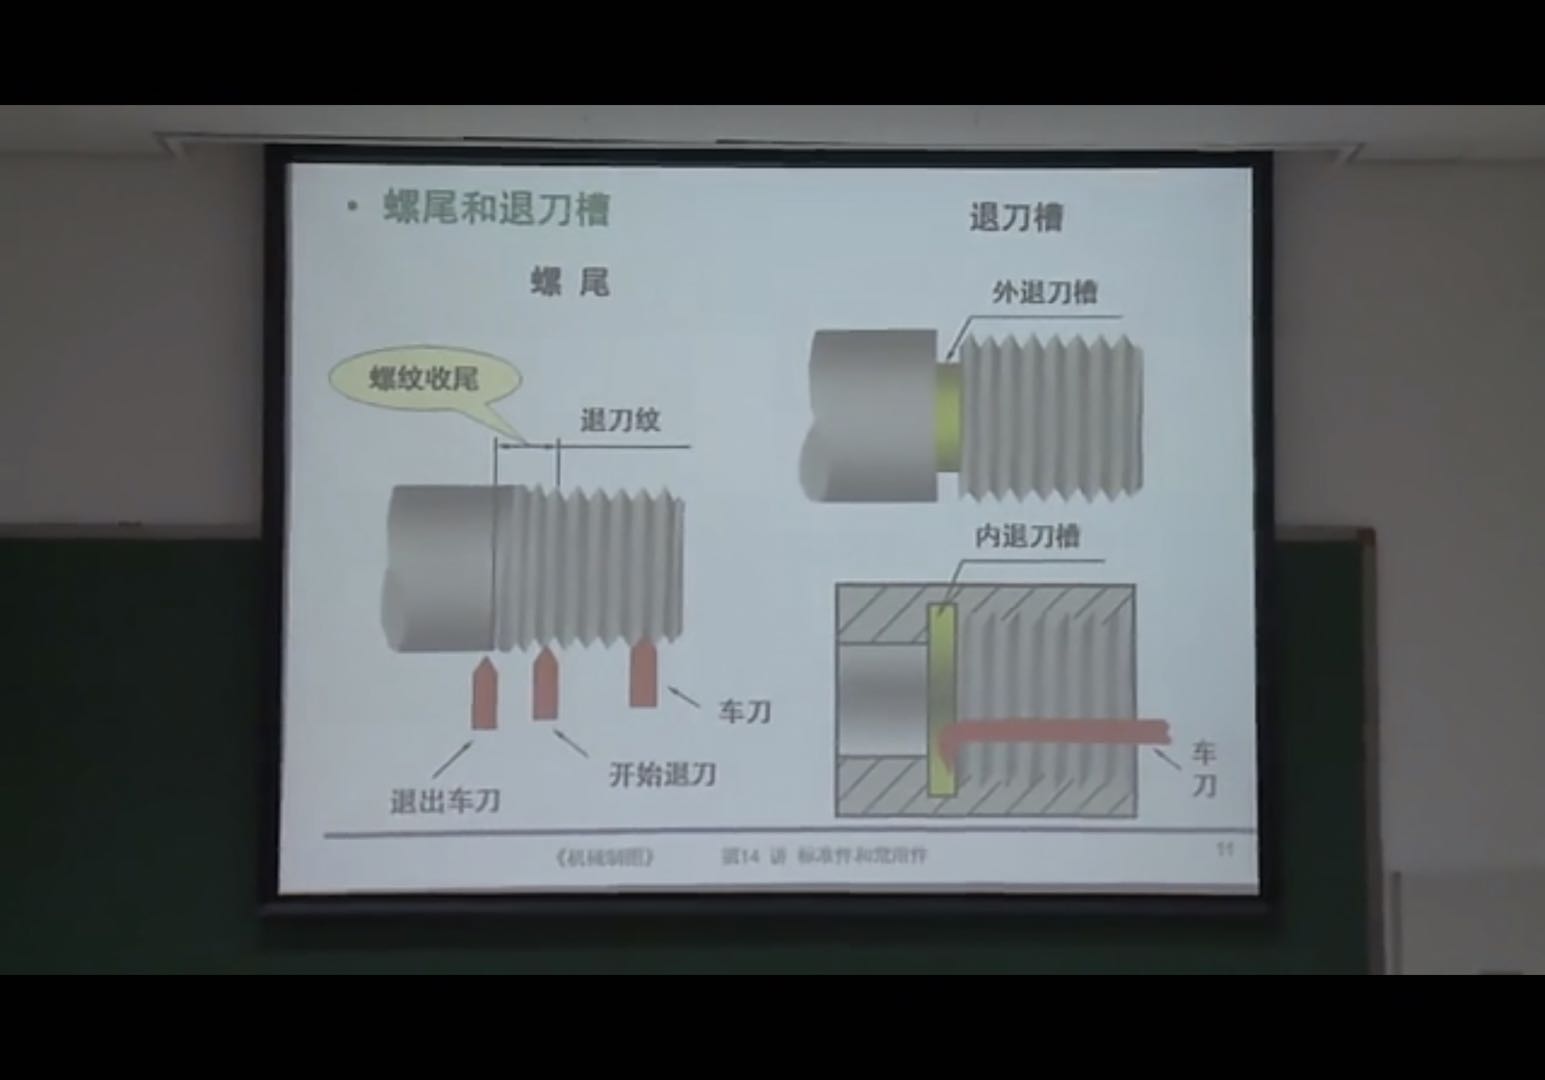 • 螺尾和退刀槽
退刀槽
螺 尾
外退刀槽
螺纹收尾
退刀纹
内退刀槽
车刀
开始退刀
退出车刀
车
刀
《机械制图》 第14 讲 标准件和常用件
11